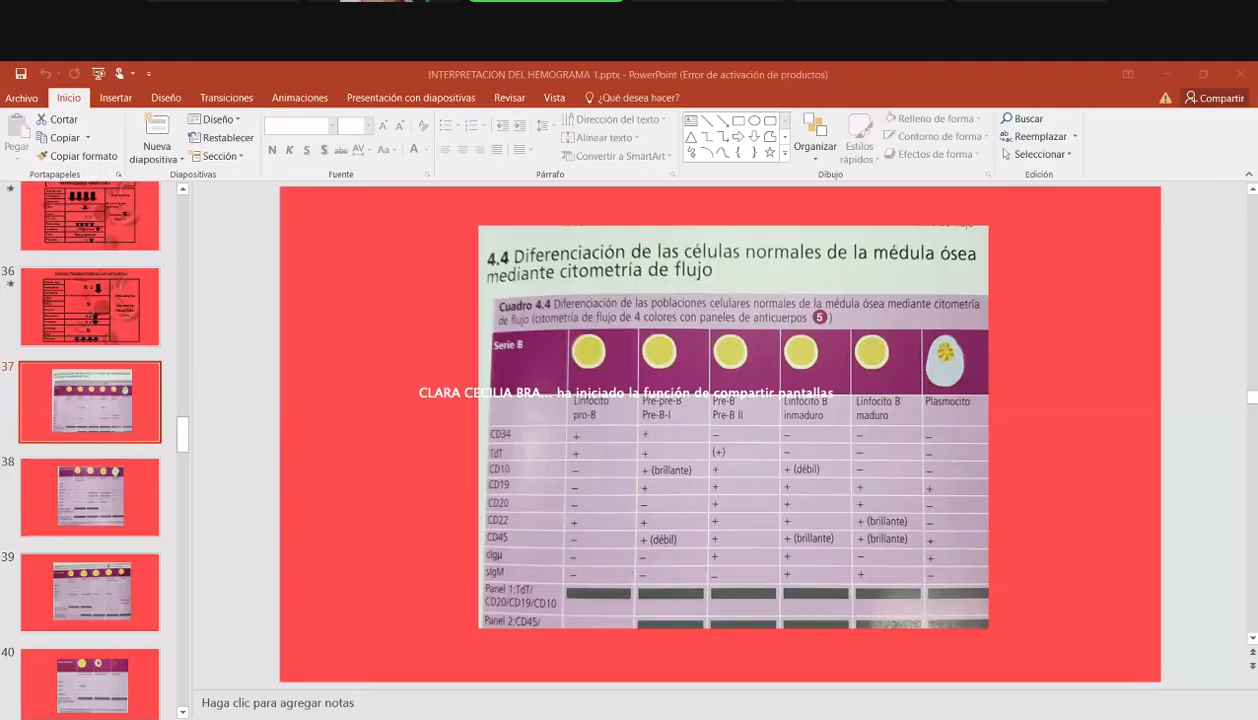 INTERPRETACION DEL HEMOGRAMA 1.pptx - PowerPoint (Error de activación de productos)
Archivo Inicio Insertar Diseño Transiciones Animaciones Presentación con diapositivas Revisar Vista ¿Qué desea hacer? Compartir
Pegar
Cortar
Copiar
Copiar formato
Portapapeles
Nueva
diapositiva
Diseño
Restablecer
Sección
Diapositivas
N K S S abc AV Aa A
Fuente
Dirección del texto
Alinear texto
Convertir a SmartArt
Párrafo
Organizar
Estilos
rápidos
Relleno de forma
Contorno de forma
Efectos de forma
Dibujo
Buscar
Reemplazar
Seleccionar
Edición
36
37
38
39
40
4.4 Diferenciación de las células normales de la médula ósea
mediante citometría de flujo
Cuadro 4.4 Diferenciación de las poblaciones celulares normales de la médula ósea mediante citometría
de flujo (citometría de flujo de 4 colores con paneles de anticuerpos 5)
Serie B
CLARA CECILIA BRA... ha iniciado la función de compartir pantallas
Linfocito Pre-pre-B Pre-B Linfocito B Linfocito B Plasmocito
pro-B Pre-B-I Pre-B II inmaduro maduro
CD34 + + – – – –
TdT + + (+) – – –
CD10 – + (brillante) + + (débil) – –
CD19 – + + + + +
CD20 – – + + + –
CD22 + + + + + (brillante) –
CD45 – + (débil) + + (brillante) + (brillante) +
cIgµ – – + + – +
sIgM – – – + + –
Panel 1:TdT/
CD20/CD19/CD10
Panel 2:CD45/
Haga clic para agregar notas